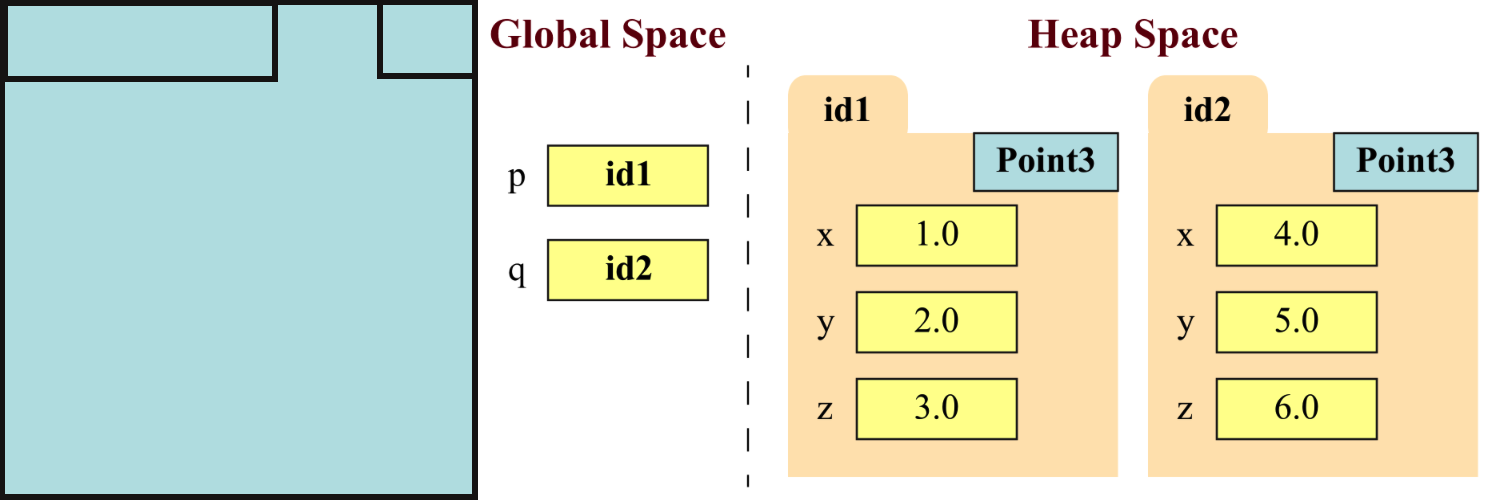 Global Space
Heap Space
p id1
q id2
id1
Point3
x 1.0
y 2.0
z 3.0
id2
Point3
x 4.0
y 5.0
z 6.0